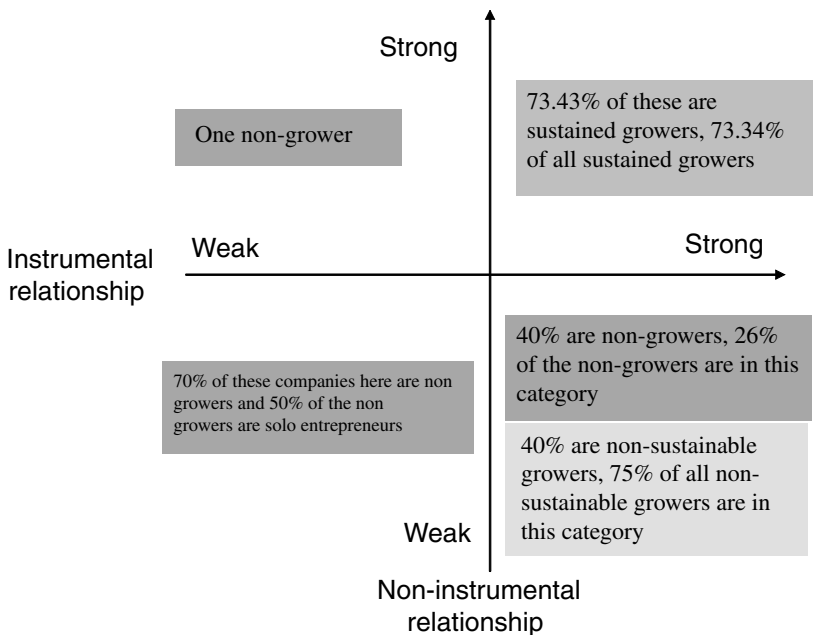 Strong
One non-grower
73.43% of these are
sustained growers, 73.34%
of all sustained growers
Instrumental
relationship
Weak
Strong
70% of these companies here are non
growers and 50% of the non
growers are solo entrepreneurs
40% are non-growers, 26%
of the non-growers are in this
category
40% are non-sustainable
growers, 75% of all non-
sustainable growers are in
this category
Weak
Non-instrumental
relationship